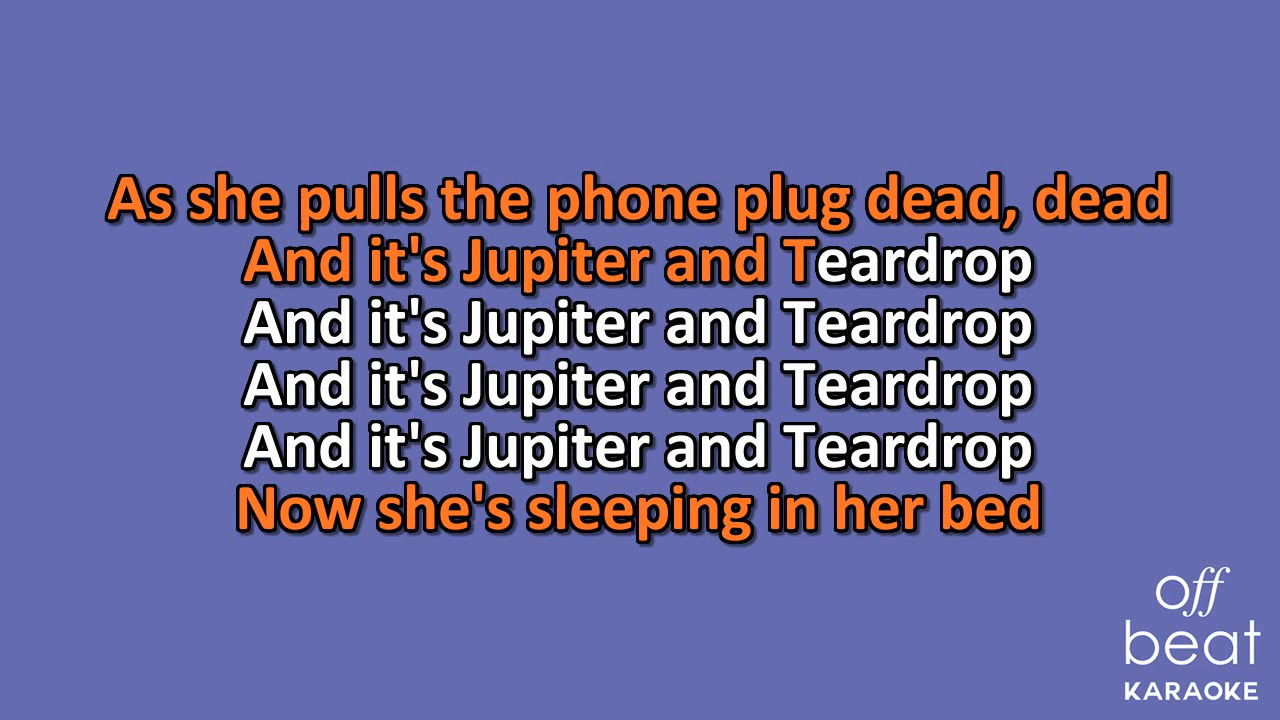 As she pulls the phone plug dead, dead
And it's Jupiter and Teardrop
And it's Jupiter and Teardrop
And it's Jupiter and Teardrop
And it's Jupiter and Teardrop
Now she's sleeping in her bed
off
beat
KARAOKE